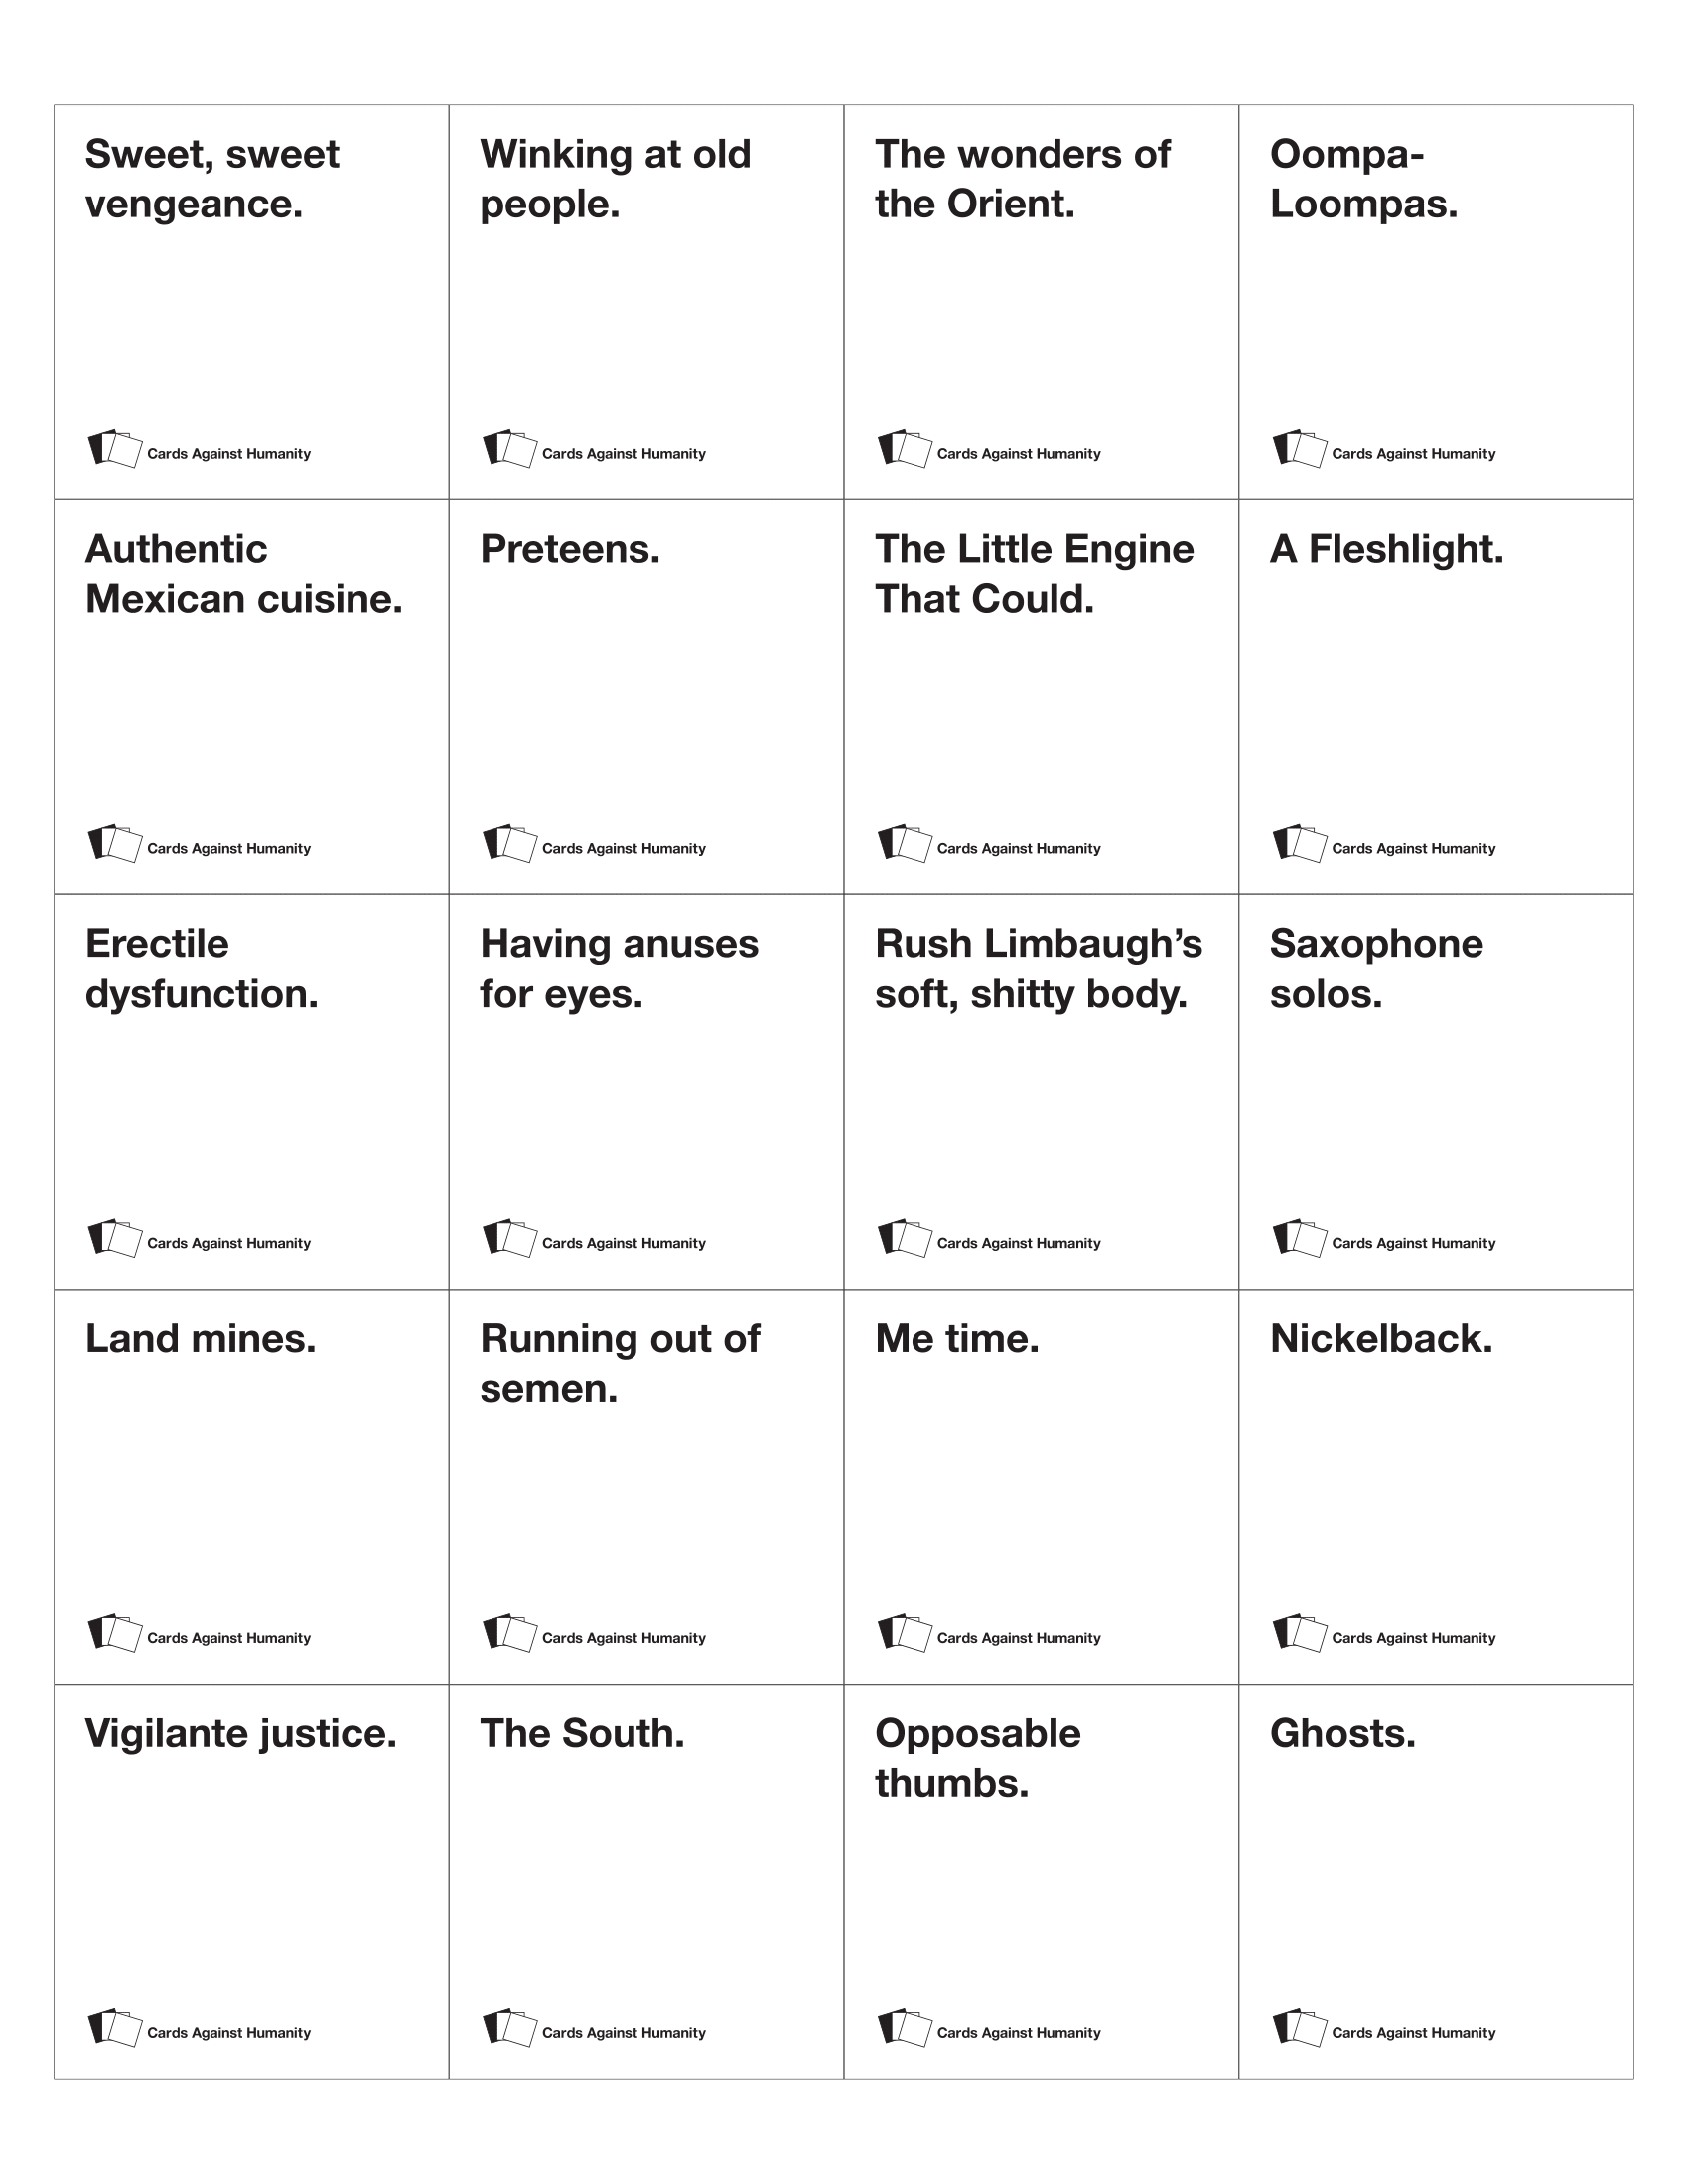 Sweet, sweet
vengeance.
Cards Against Humanity
Winking at old
people.
Cards Against Humanity
The wonders of
the Orient.
Cards Against Humanity
Oompa-
Loompas.
Cards Against Humanity
Authentic
Mexican cuisine.
Cards Against Humanity
Preteens.
Cards Against Humanity
The Little Engine
That Could.
Cards Against Humanity
A Fleshlight.
Cards Against Humanity
Erectile
dysfunction.
Cards Against Humanity
Having anuses
for eyes.
Cards Against Humanity
Rush Limbaugh’s
soft, shitty body.
Cards Against Humanity
Saxophone
solos.
Cards Against Humanity
Land mines.
Cards Against Humanity
Running out of
semen.
Cards Against Humanity
Me time.
Cards Against Humanity
Nickelback.
Cards Against Humanity
Vigilante justice.
Cards Against Humanity
The South.
Cards Against Humanity
Opposable
thumbs.
Cards Against Humanity
Ghosts.
Cards Against Humanity